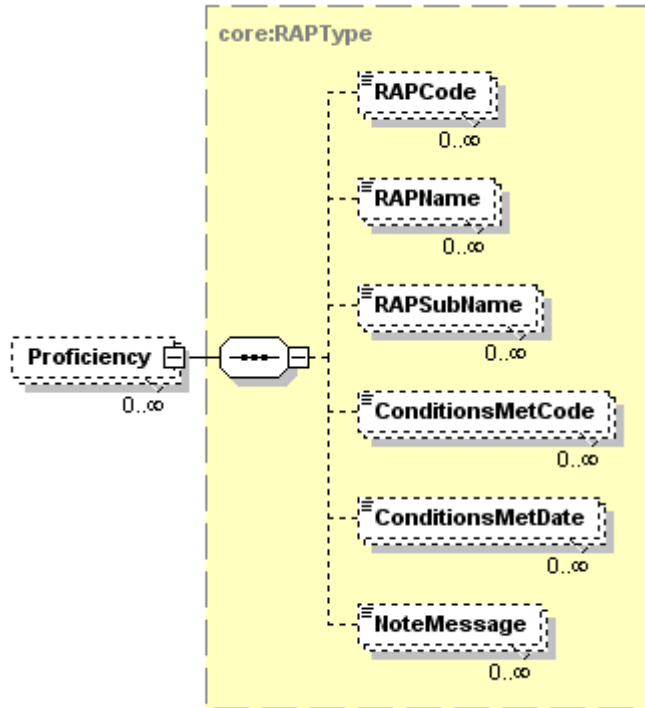 core:RAPType
RAPCode
0..∞
RAPName
0..∞
RAPSubName
0..∞
Proficiency
0..∞
ConditionsMetCode
0..∞
ConditionsMetDate
0..∞
NoteMessage
0..∞